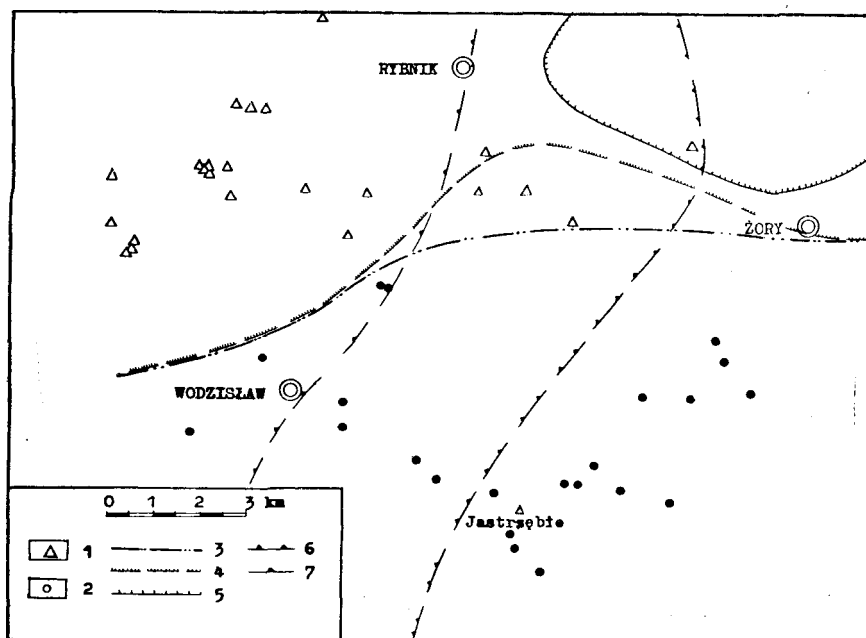 RYBNIK
ŻORY
WODZISŁAW
Jastrzębie
0 1 2 3 km
1 3 6
4 7
2 5